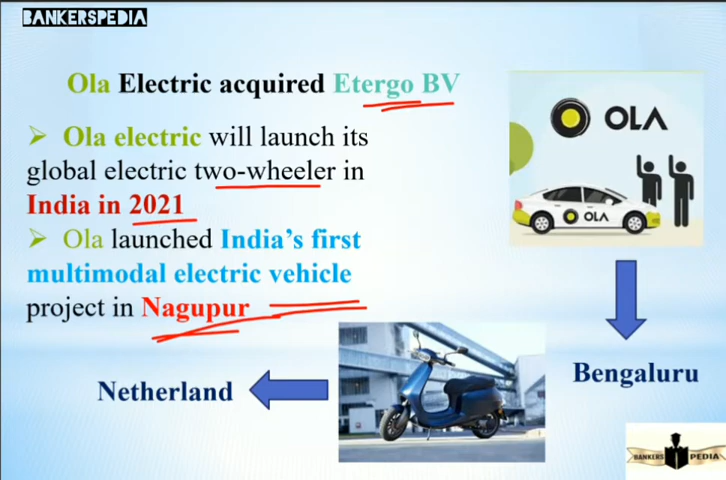 BANKERSPEDIA
Ola Electric acquired Etergo BV
Ola electric will launch its
global electric two-wheeler in
India in 2021
Ola launched India's first
multimodal electric vehicle
project in Nagupur
OLA
OLA
Bengaluru
Netherland
BANKERS PEDIA